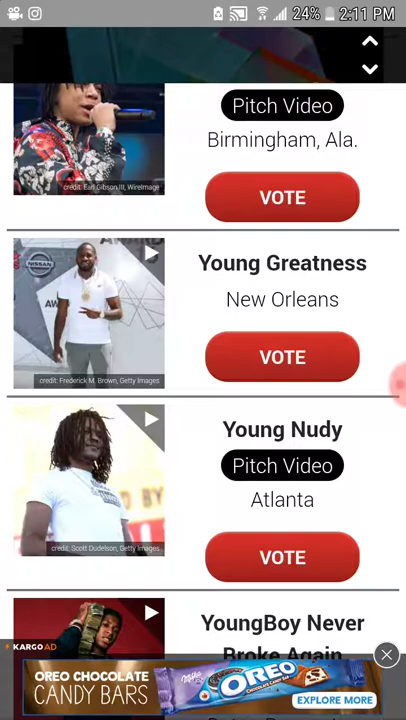 24% 2:11 PM
Pitch Video
Birmingham, Ala.
credit: Earl Gibson III, WireImage
VOTE
NISSAN
Young Greatness
New Orleans
credit: Frederick M. Brown, Getty Images
VOTE
Young Nudy
Pitch Video
Atlanta
credit: Scott Dudelson, Getty Images
VOTE
YoungBoy Never
Broke Again
KARGO AD
OREO CHOCOLATE
CANDY BARS
Milka
OREO
EXPLORE MORE